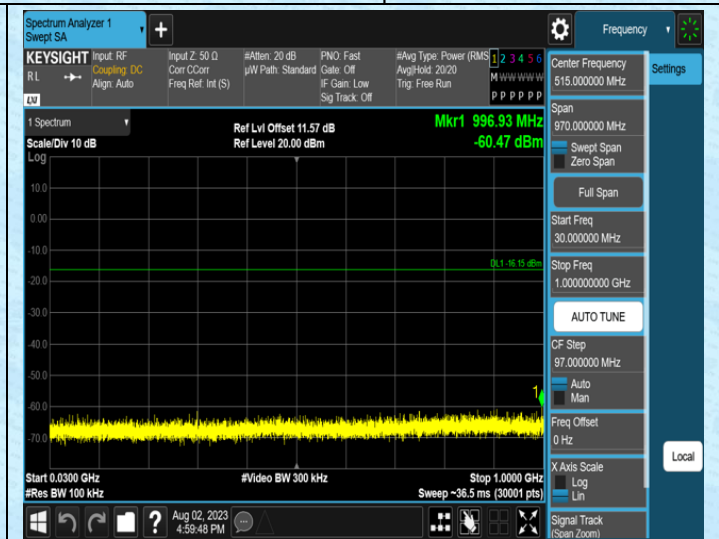 Spectrum Analyzer 1
Swept SA
+
Frequency
KEYSIGHT
RL
LXI
Input: RF
Coupling: DC
Align: Auto
Input Z: 50 Ω
Corr CCorr
Freq Ref: Int (S)
#Atten: 20 dB
µW Path: Standard
PNO: Fast
Gate: Off
IF Gain: Low
Sig Track: Off
#Avg Type: Power (RMS
Avg|Hold: 20/20
Trig: Free Run
1 2 3 4 5 6
M W W W W W
P P P P P P
1 Spectrum
Scale/Div 10 dB
Log
Ref Lvl Offset 11.57 dB
Ref Level 20.00 dBm
Mkr1 996.93 MHz
-60.47 dBm
10.0
0.00
-10.0
-20.0
-30.0
-40.0
-50.0
-60.0
-70.0
DL1 -16.15 dBm
1
Start 0.0300 GHz
#Res BW 100 kHz
#Video BW 300 kHz
Stop 1.0000 GHz
Sweep ~36.5 ms (30001 pts)
Center Frequency
515.000000 MHz
Span
970.000000 MHz
Swept Span
Zero Span
Full Span
Start Freq
30.000000 MHz
Stop Freq
1.000000000 GHz
AUTO TUNE
CF Step
97.000000 MHz
Auto
Man
Freq Offset
0 Hz
X Axis Scale
Log
Lin
Signal Track
(Span Zoom)
Settings
Local
?
Aug 02, 2023
4:59:48 PM